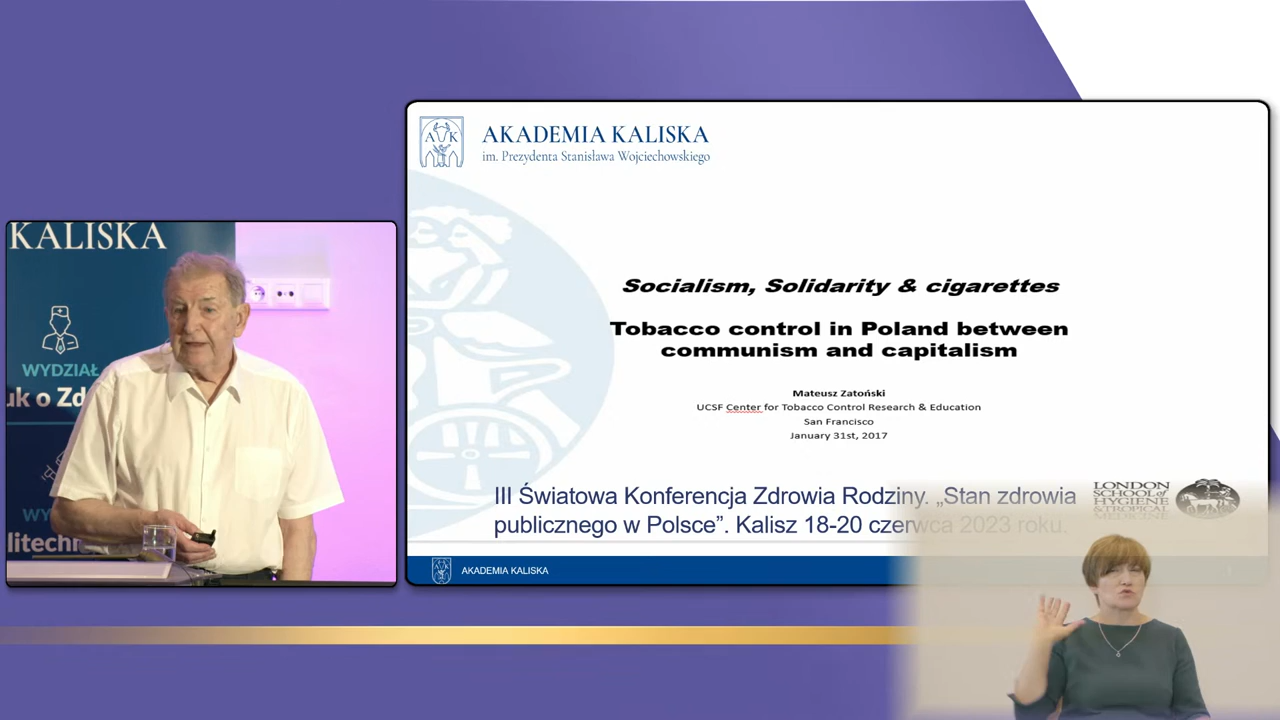 AKADEMIA KALISKA
im. Prezydenta Stanisława Wojciechowskiego
KALISKA
WYDZIAŁ
uk o Zd
WY
litechn
Socialism, Solidarity & cigarettes
Tobacco control in Poland between
communism and capitalism
Mateusz Zatoński
UCSF Center for Tobacco Control Research & Education
San Francisco
January 31st, 2017
III Światowa Konferencja Zdrowia Rodziny. „Stan zdrowia
publicznego w Polsce”. Kalisz 18-20 czerwca 2023 roku.
LONDON
SCHOOL of
HYGIENE
& TROPICAL
MEDICINE
AKADEMIA KALISKA